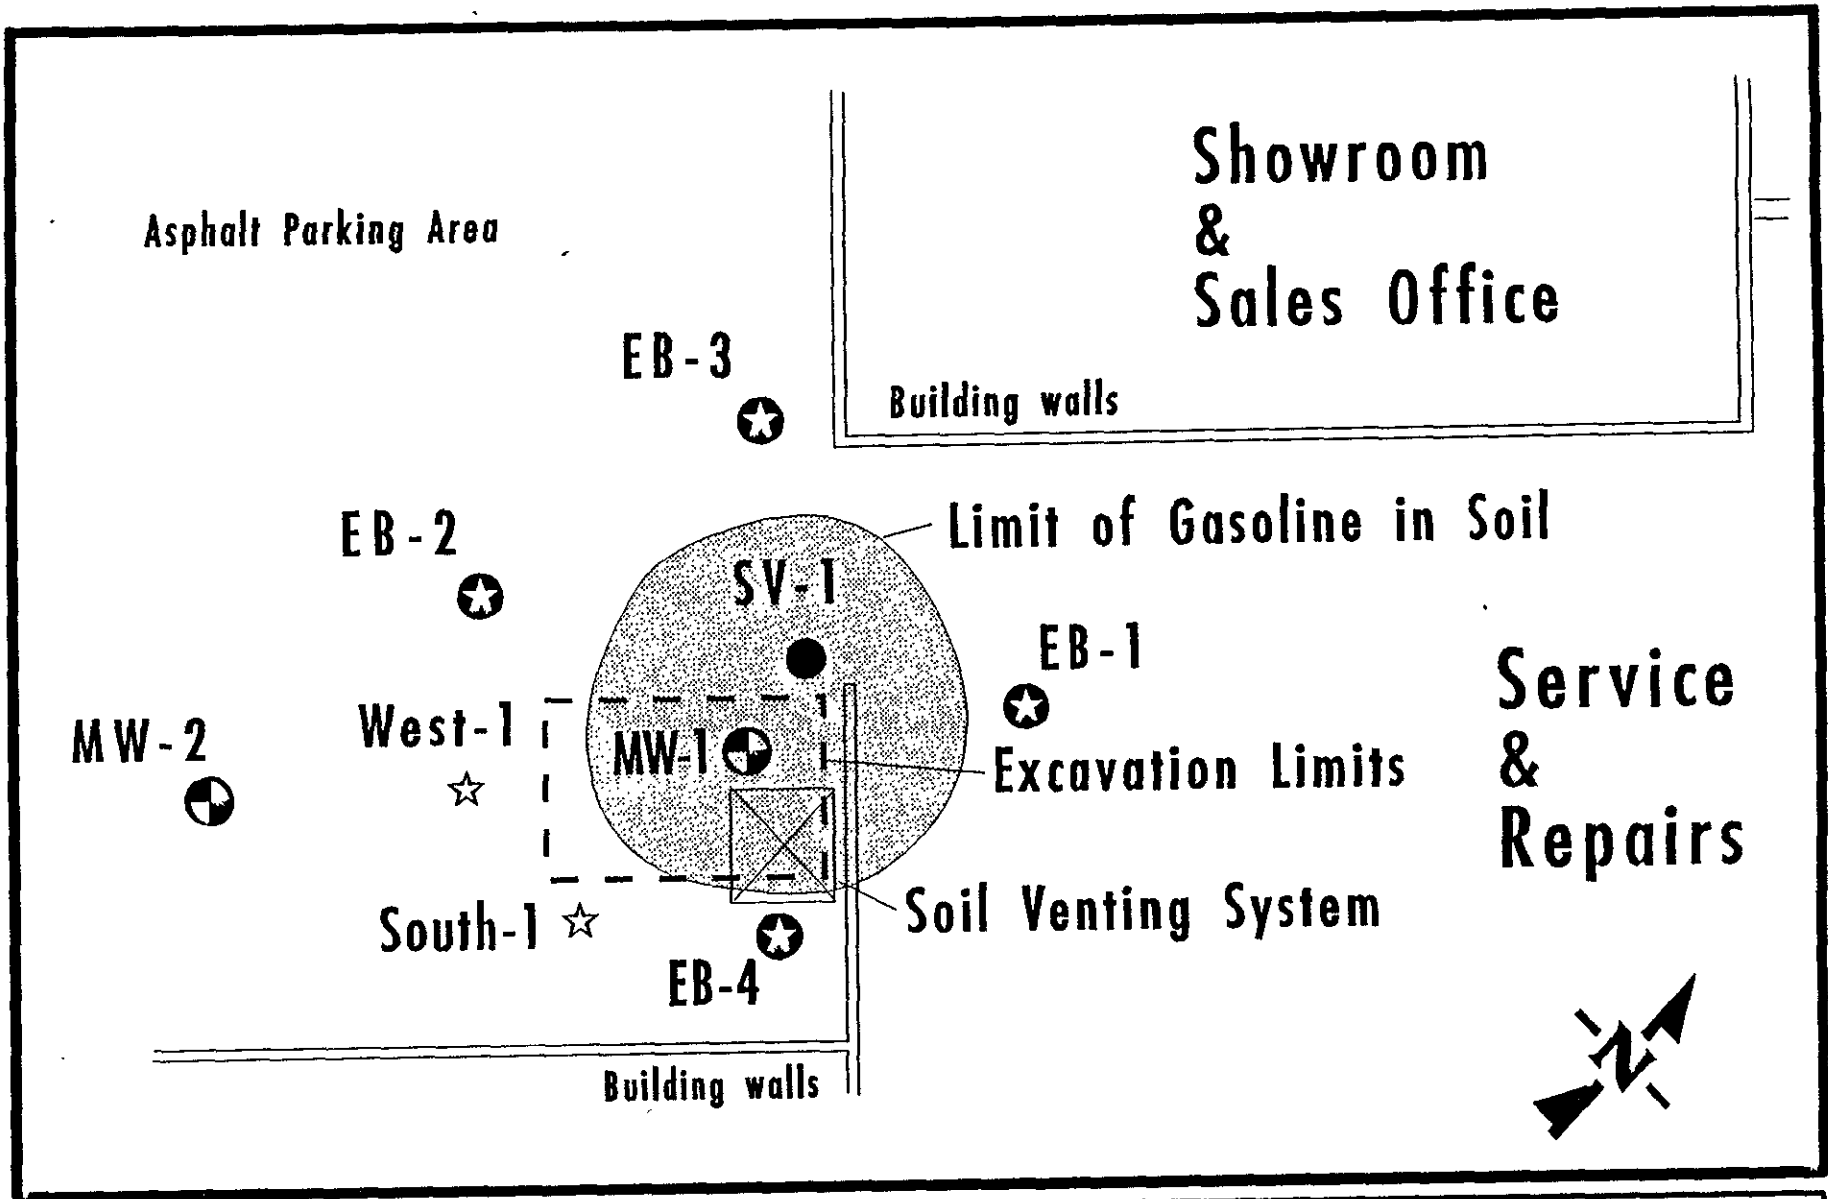 Showroom
&
Sales Office
Asphalt Parking Area
EB-3
Building walls
Limit of Gasoline in Soil
EB-2
SV-1
EB-1
Service
&
Repairs
West-1
MW-2
MW-1
Excavation Limits
South-1
Soil Venting System
EB-4
N
Building walls